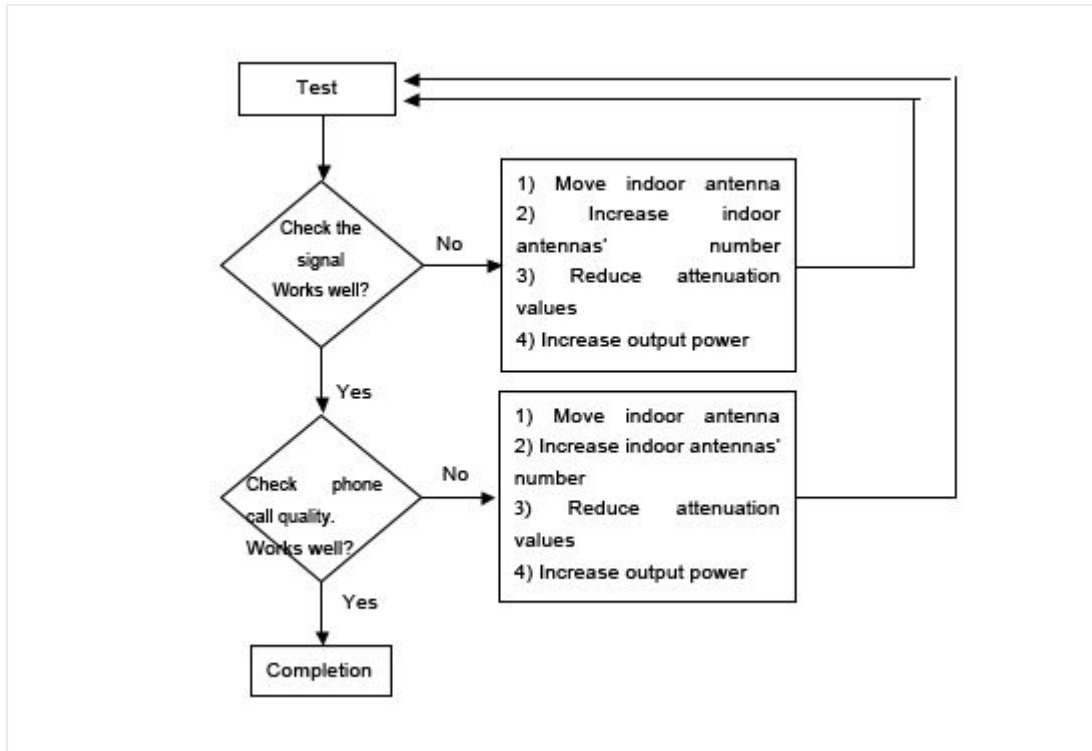 Test
Check the
signal
Works well?
No
1) Move indoor antenna
2) Increase indoor
antennas' number
3) Reduce attenuation
values
4) Increase output power
Yes
Check phone
call quality.
Works well?
No
1) Move indoor antenna
2) Increase indoor antennas'
number
3) Reduce attenuation
values
4) Increase output power
Yes
Completion